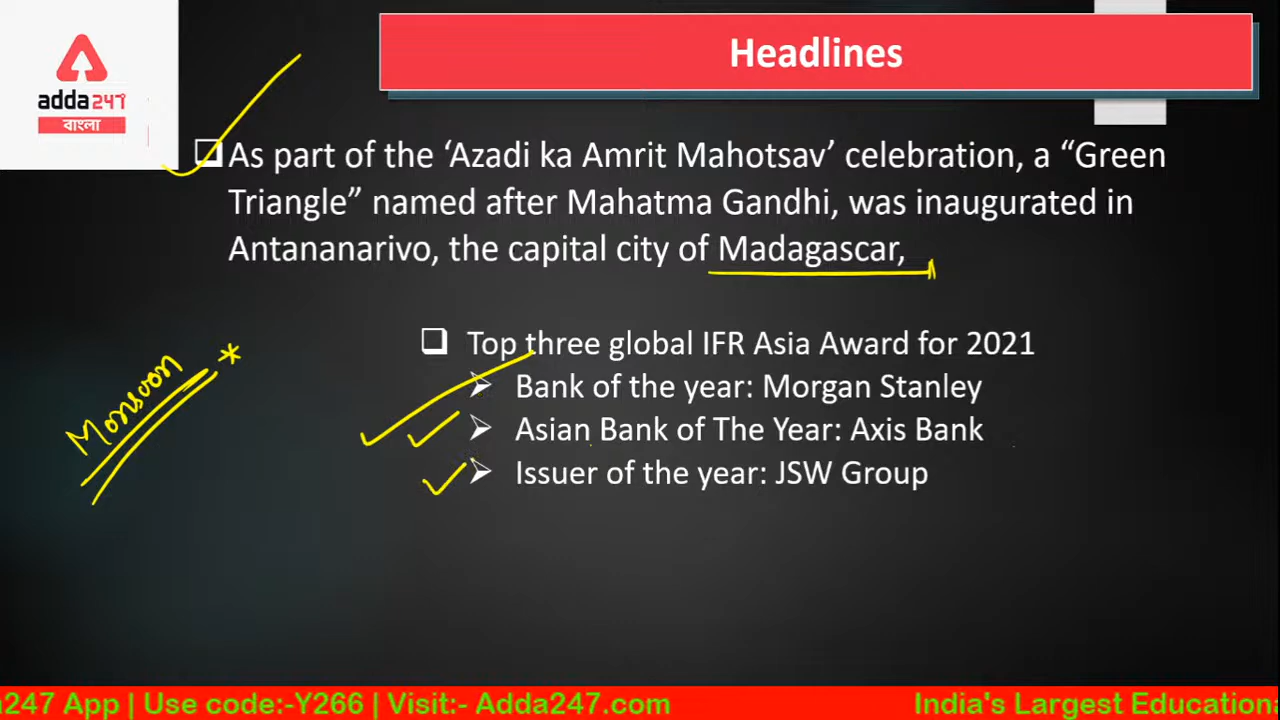 adda247
বাংলা
Headlines
As part of the ‘Azadi ka Amrit Mahotsav’ celebration, a “Green
Triangle” named after Mahatma Gandhi, was inaugurated in
Antananarivo, the capital city of Madagascar,
Monsoon *
Top three global IFR Asia Award for 2021
Bank of the year: Morgan Stanley
Asian Bank of The Year: Axis Bank
Issuer of the year: JSW Group
a247 App | Use code:-Y266 | Visit:- Adda247.com
India's Largest Education